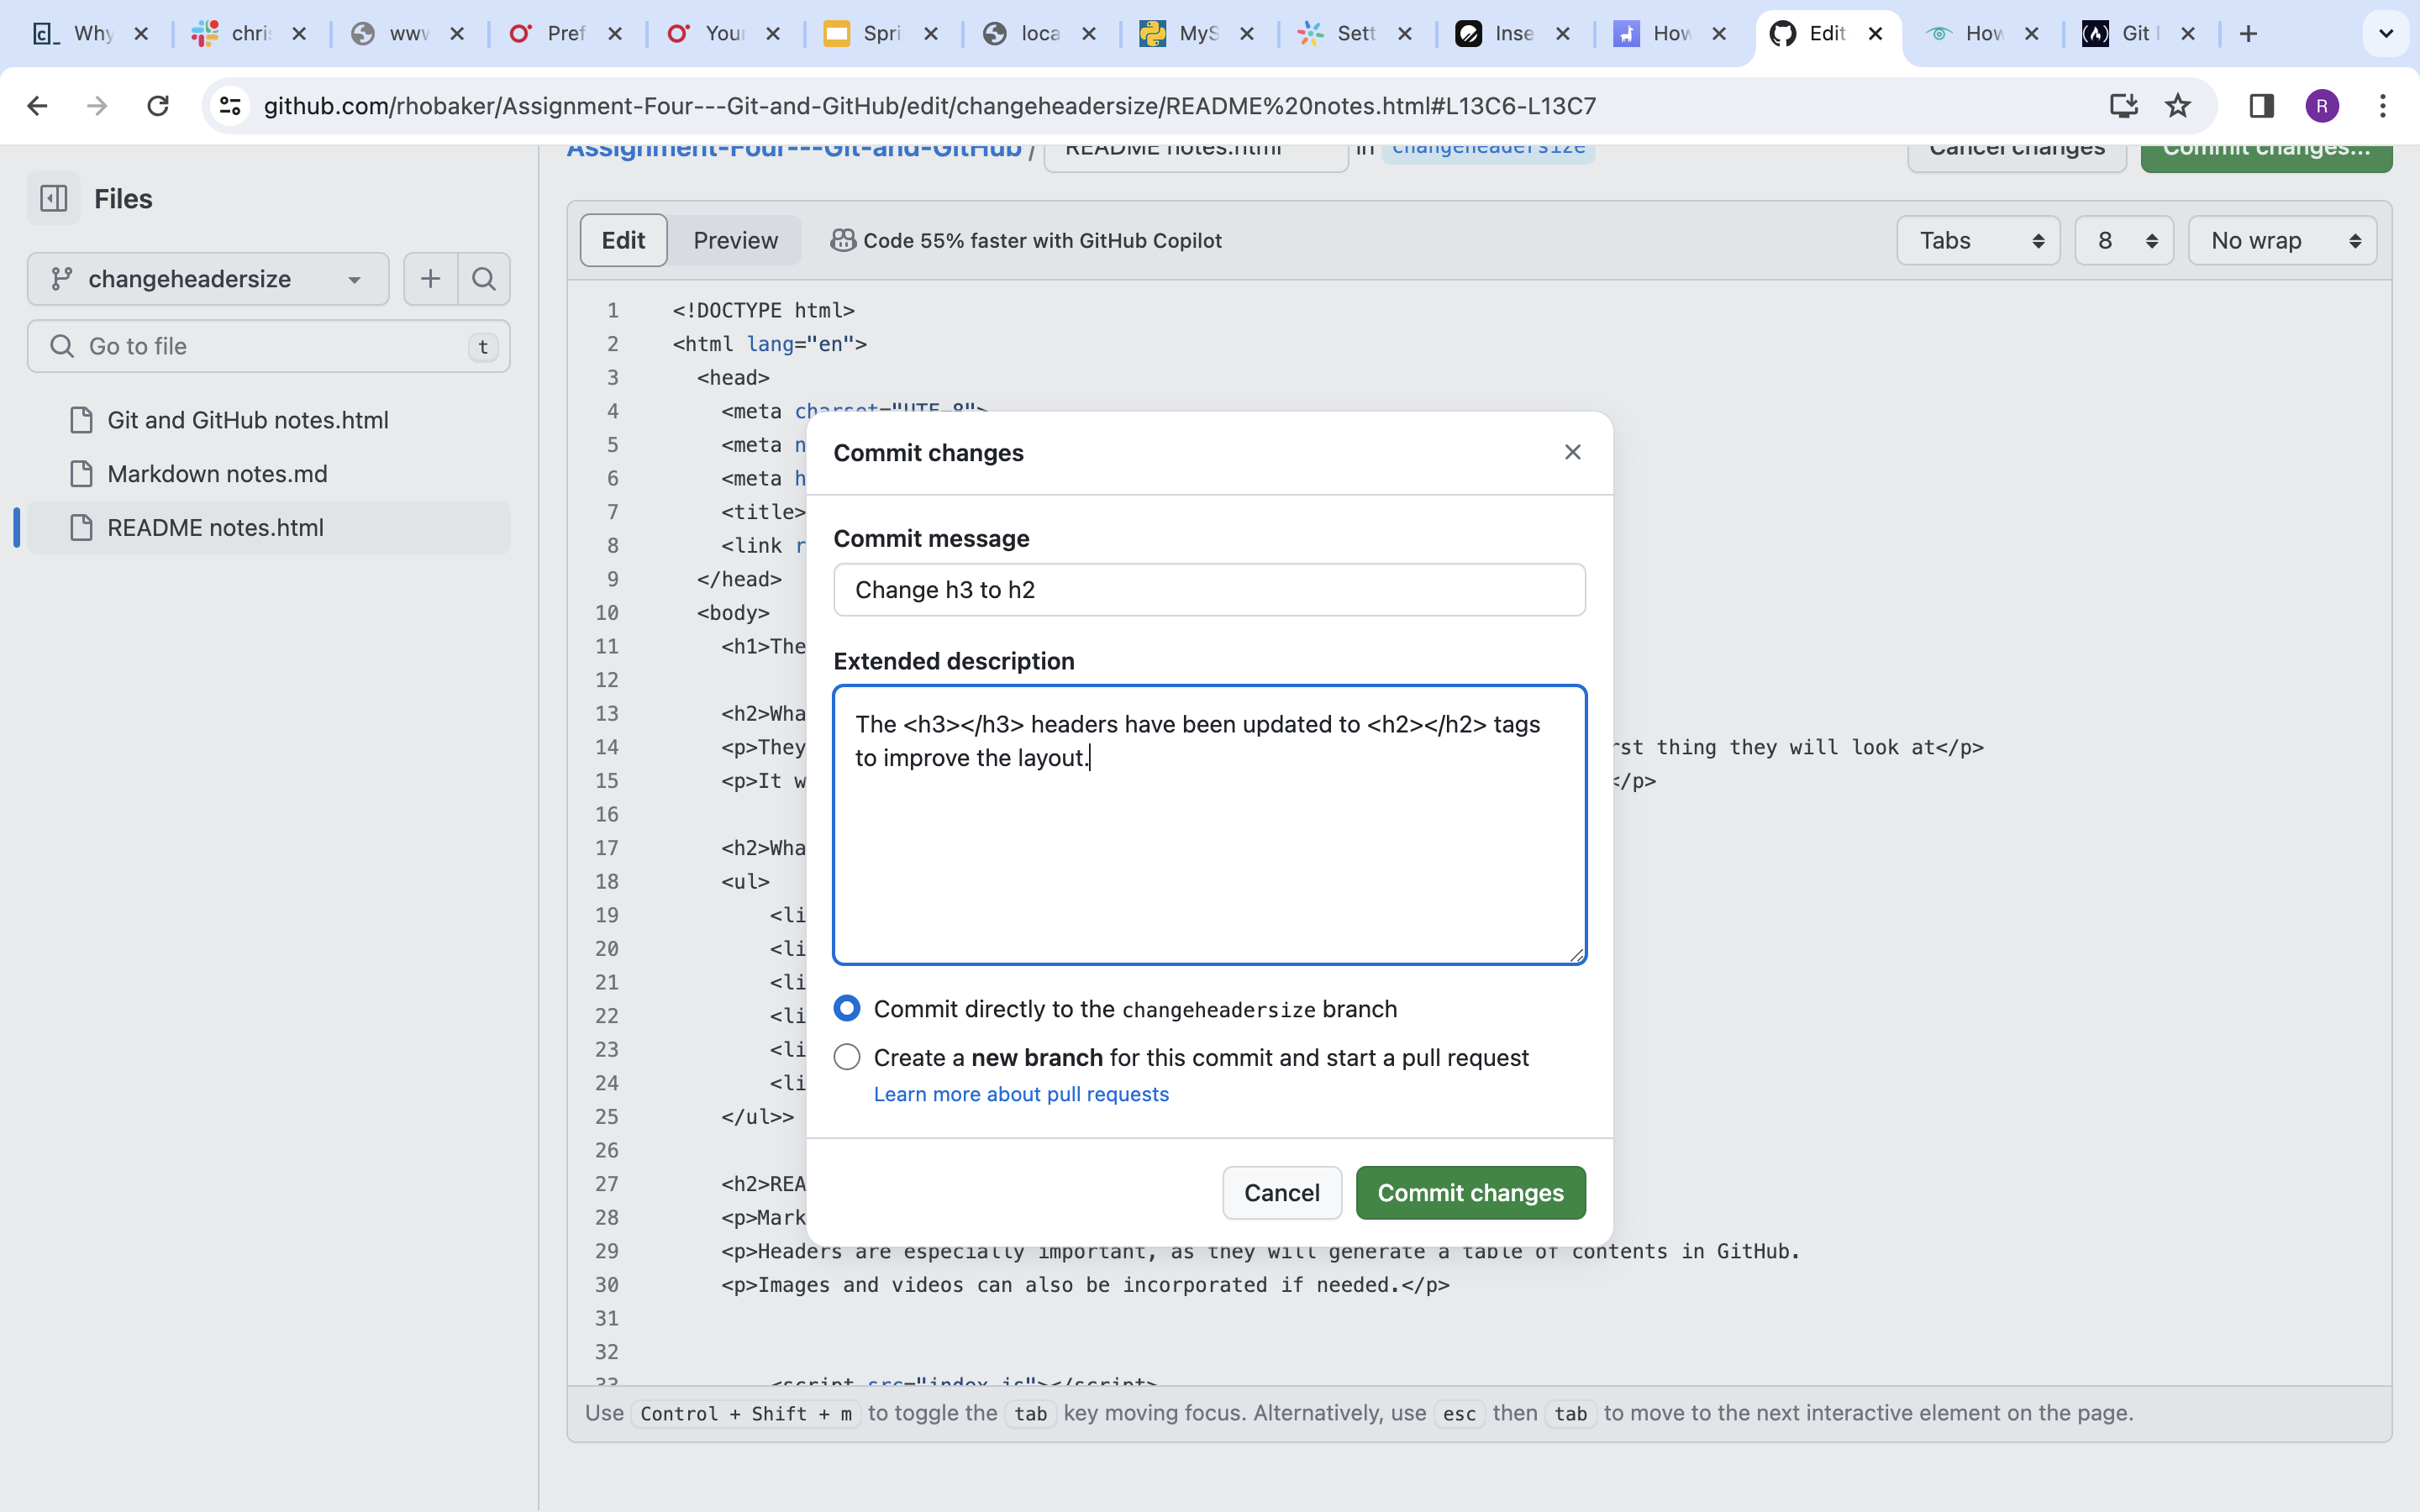 Why
chri
www
Pref
Your
Spri
loca
MyS
Sett
Inse
How
Edit
How
Git
github.com/rhobaker/Assignment-Four---Git-and-GitHub/edit/changeheadersize/README%20notes.html#L13C6-L13C7
R
Assignment-Four---Git-and-GitHub / README notes.html in changeheadersize
Cancel changes
Commit changes...
Files
changeheadersize
Go to file
t
Git and GitHub notes.html
Markdown notes.md
README notes.html
Edit
Preview
Code 55% faster with GitHub Copilot
Tabs
8
No wrap
1 <!DOCTYPE html>
2 <html lang="en">
3 <head>
4 <meta charset="UTF-8">
5 <meta n
6 <meta h
7 <title>
8 <link r
9 </head>
10 <body>
11 <h1>The
12
13 <h2>Wha
14 <p>They rst thing they will look at</p>
15 <p>It w </p>
16
17 <h2>Wha
18 <ul>
19 <li
20 <li
21 <li
22 <li
23 <li
24 <li
25 </ul>>
26
27 <h2>REA
28 <p>Mark
29 <p>Headers are especially important, as they will generate a table of contents in GitHub.
30 <p>Images and videos can also be incorporated if needed.</p>
31
32
33 <script src="index.js"></script>
Commit changes
Commit message
Change h3 to h2
Extended description
The <h3></h3> headers have been updated to <h2></h2> tags
to improve the layout.
Commit directly to the changeheadersize branch
Create a new branch for this commit and start a pull request
Learn more about pull requests
Cancel
Commit changes
Use Control + Shift + m to toggle the tab key moving focus. Alternatively, use esc then tab to move to the next interactive element on the page.